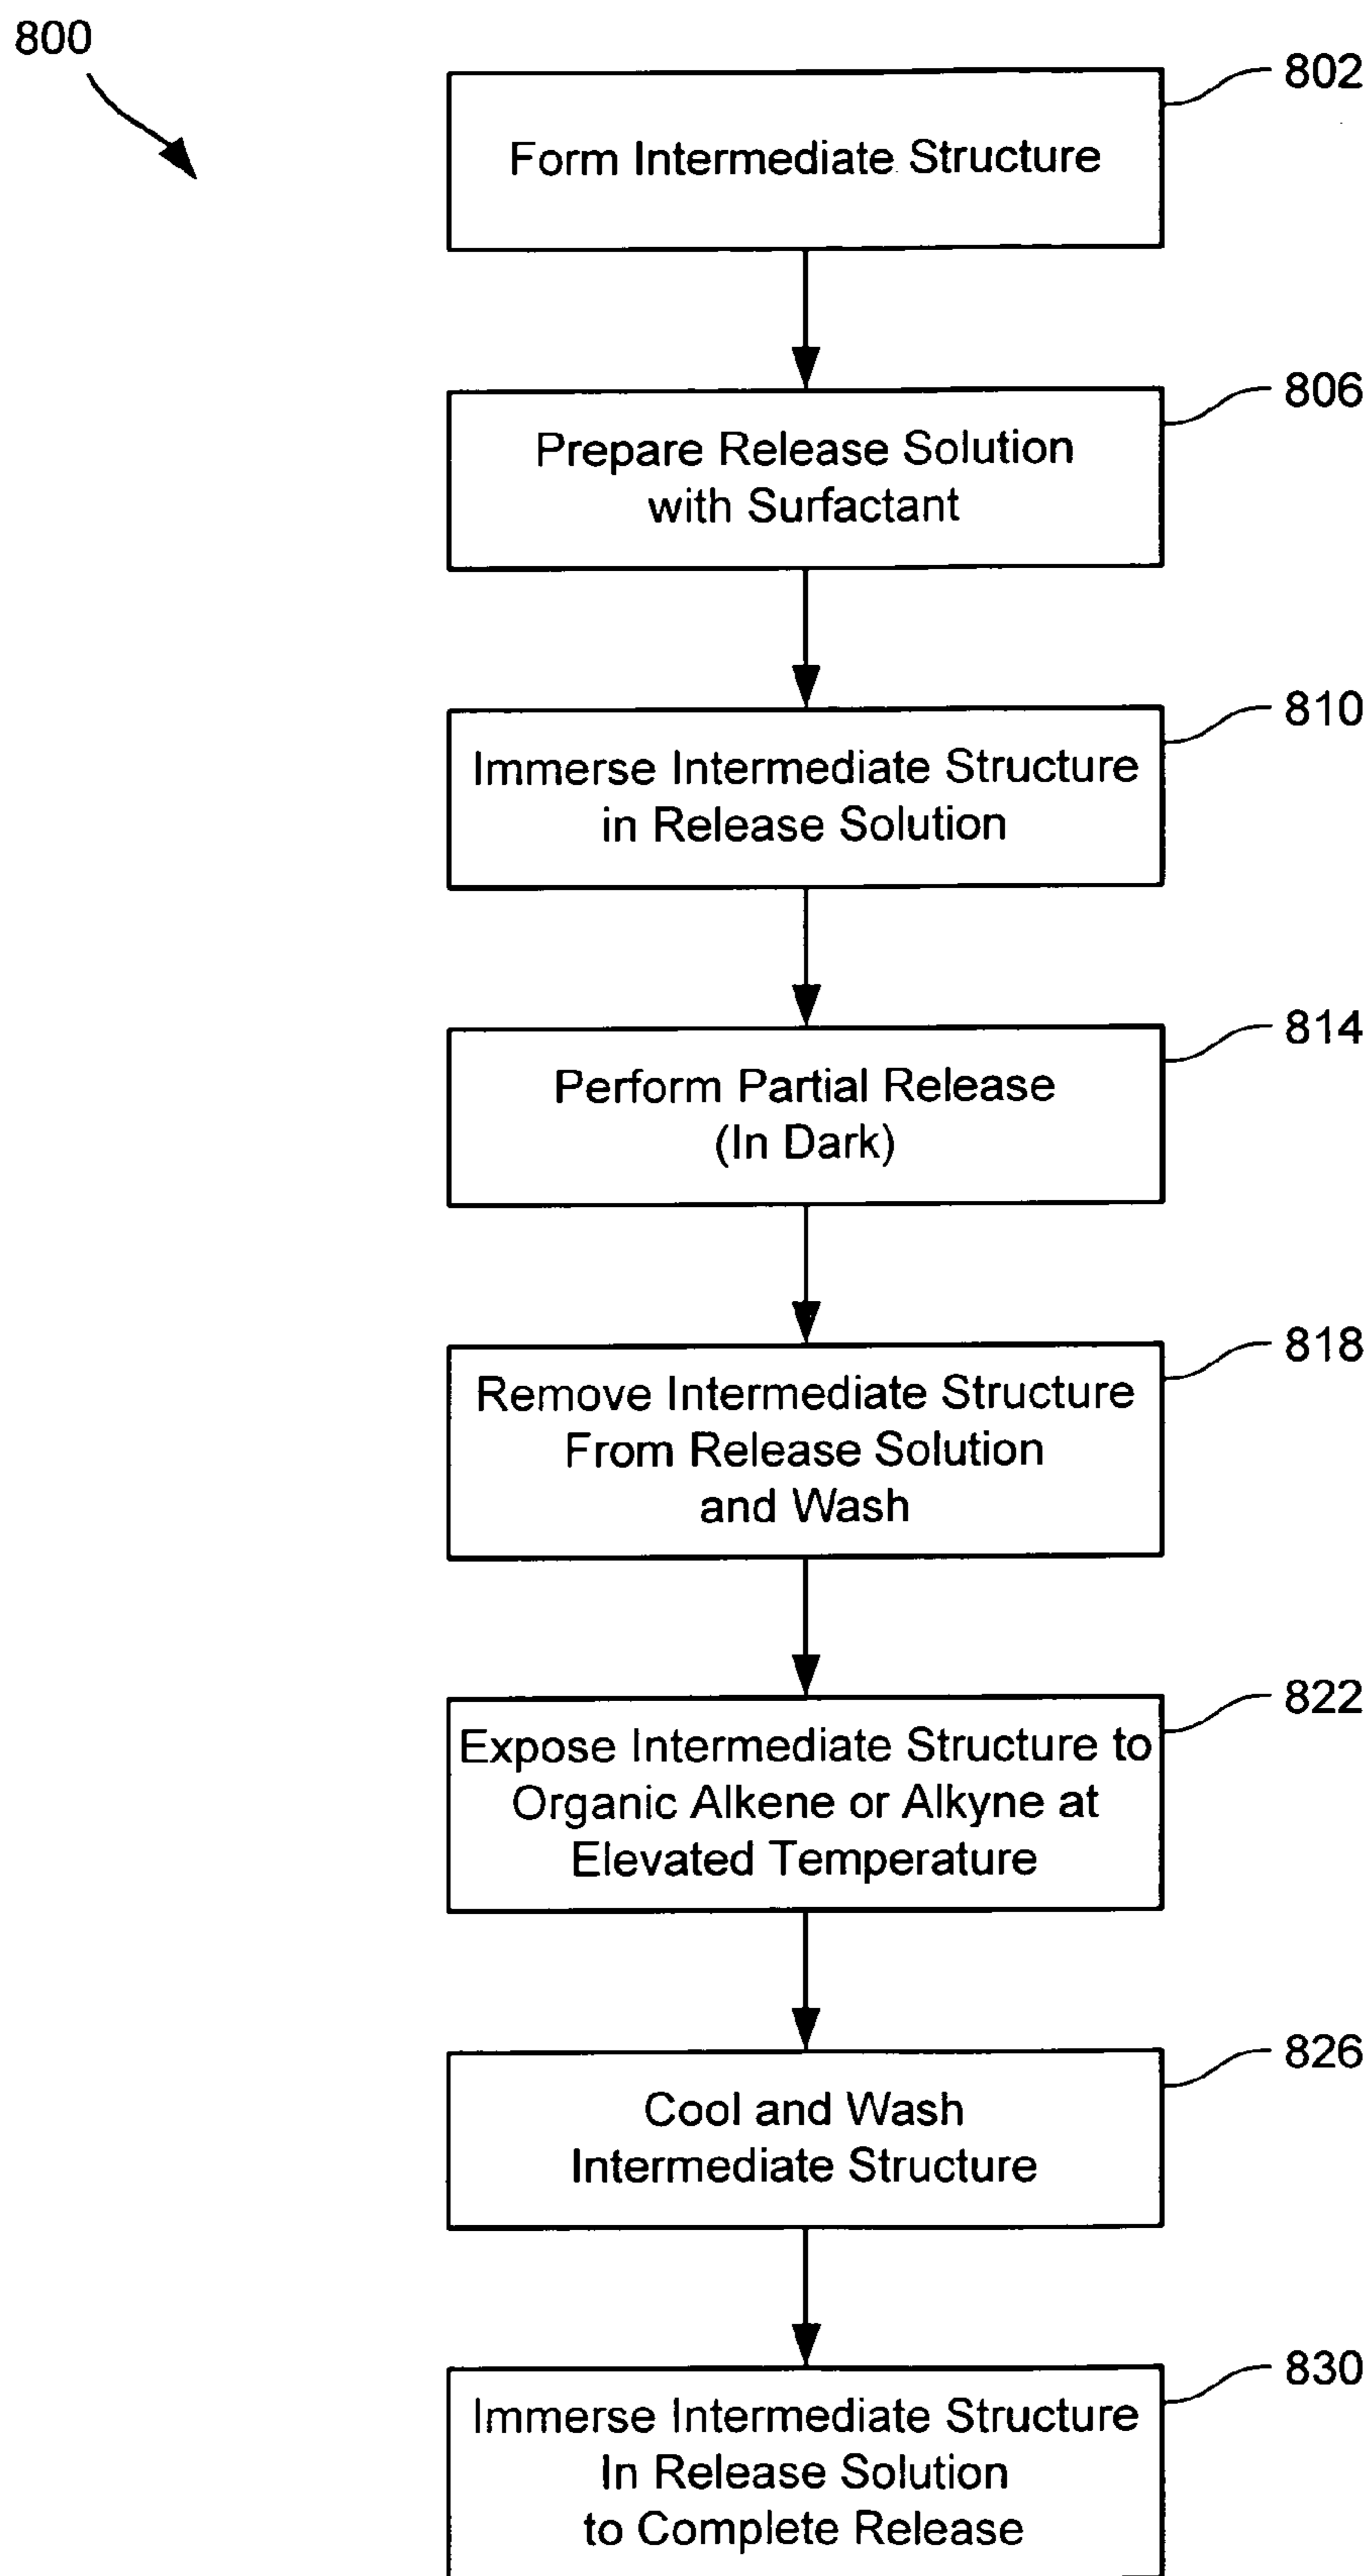 800
802
Form Intermediate Structure
806
Prepare Release Solution
with Surfactant
810
Immerse Intermediate Structure
in Release Solution
814
Perform Partial Release
(In Dark)
818
Remove Intermediate Structure
From Release Solution
and Wash
822
Expose Intermediate Structure to
Organic Alkene or Alkyne at
Elevated Temperature
826
Cool and Wash
Intermediate Structure
830
Immerse Intermediate Structure
In Release Solution
to Complete Release